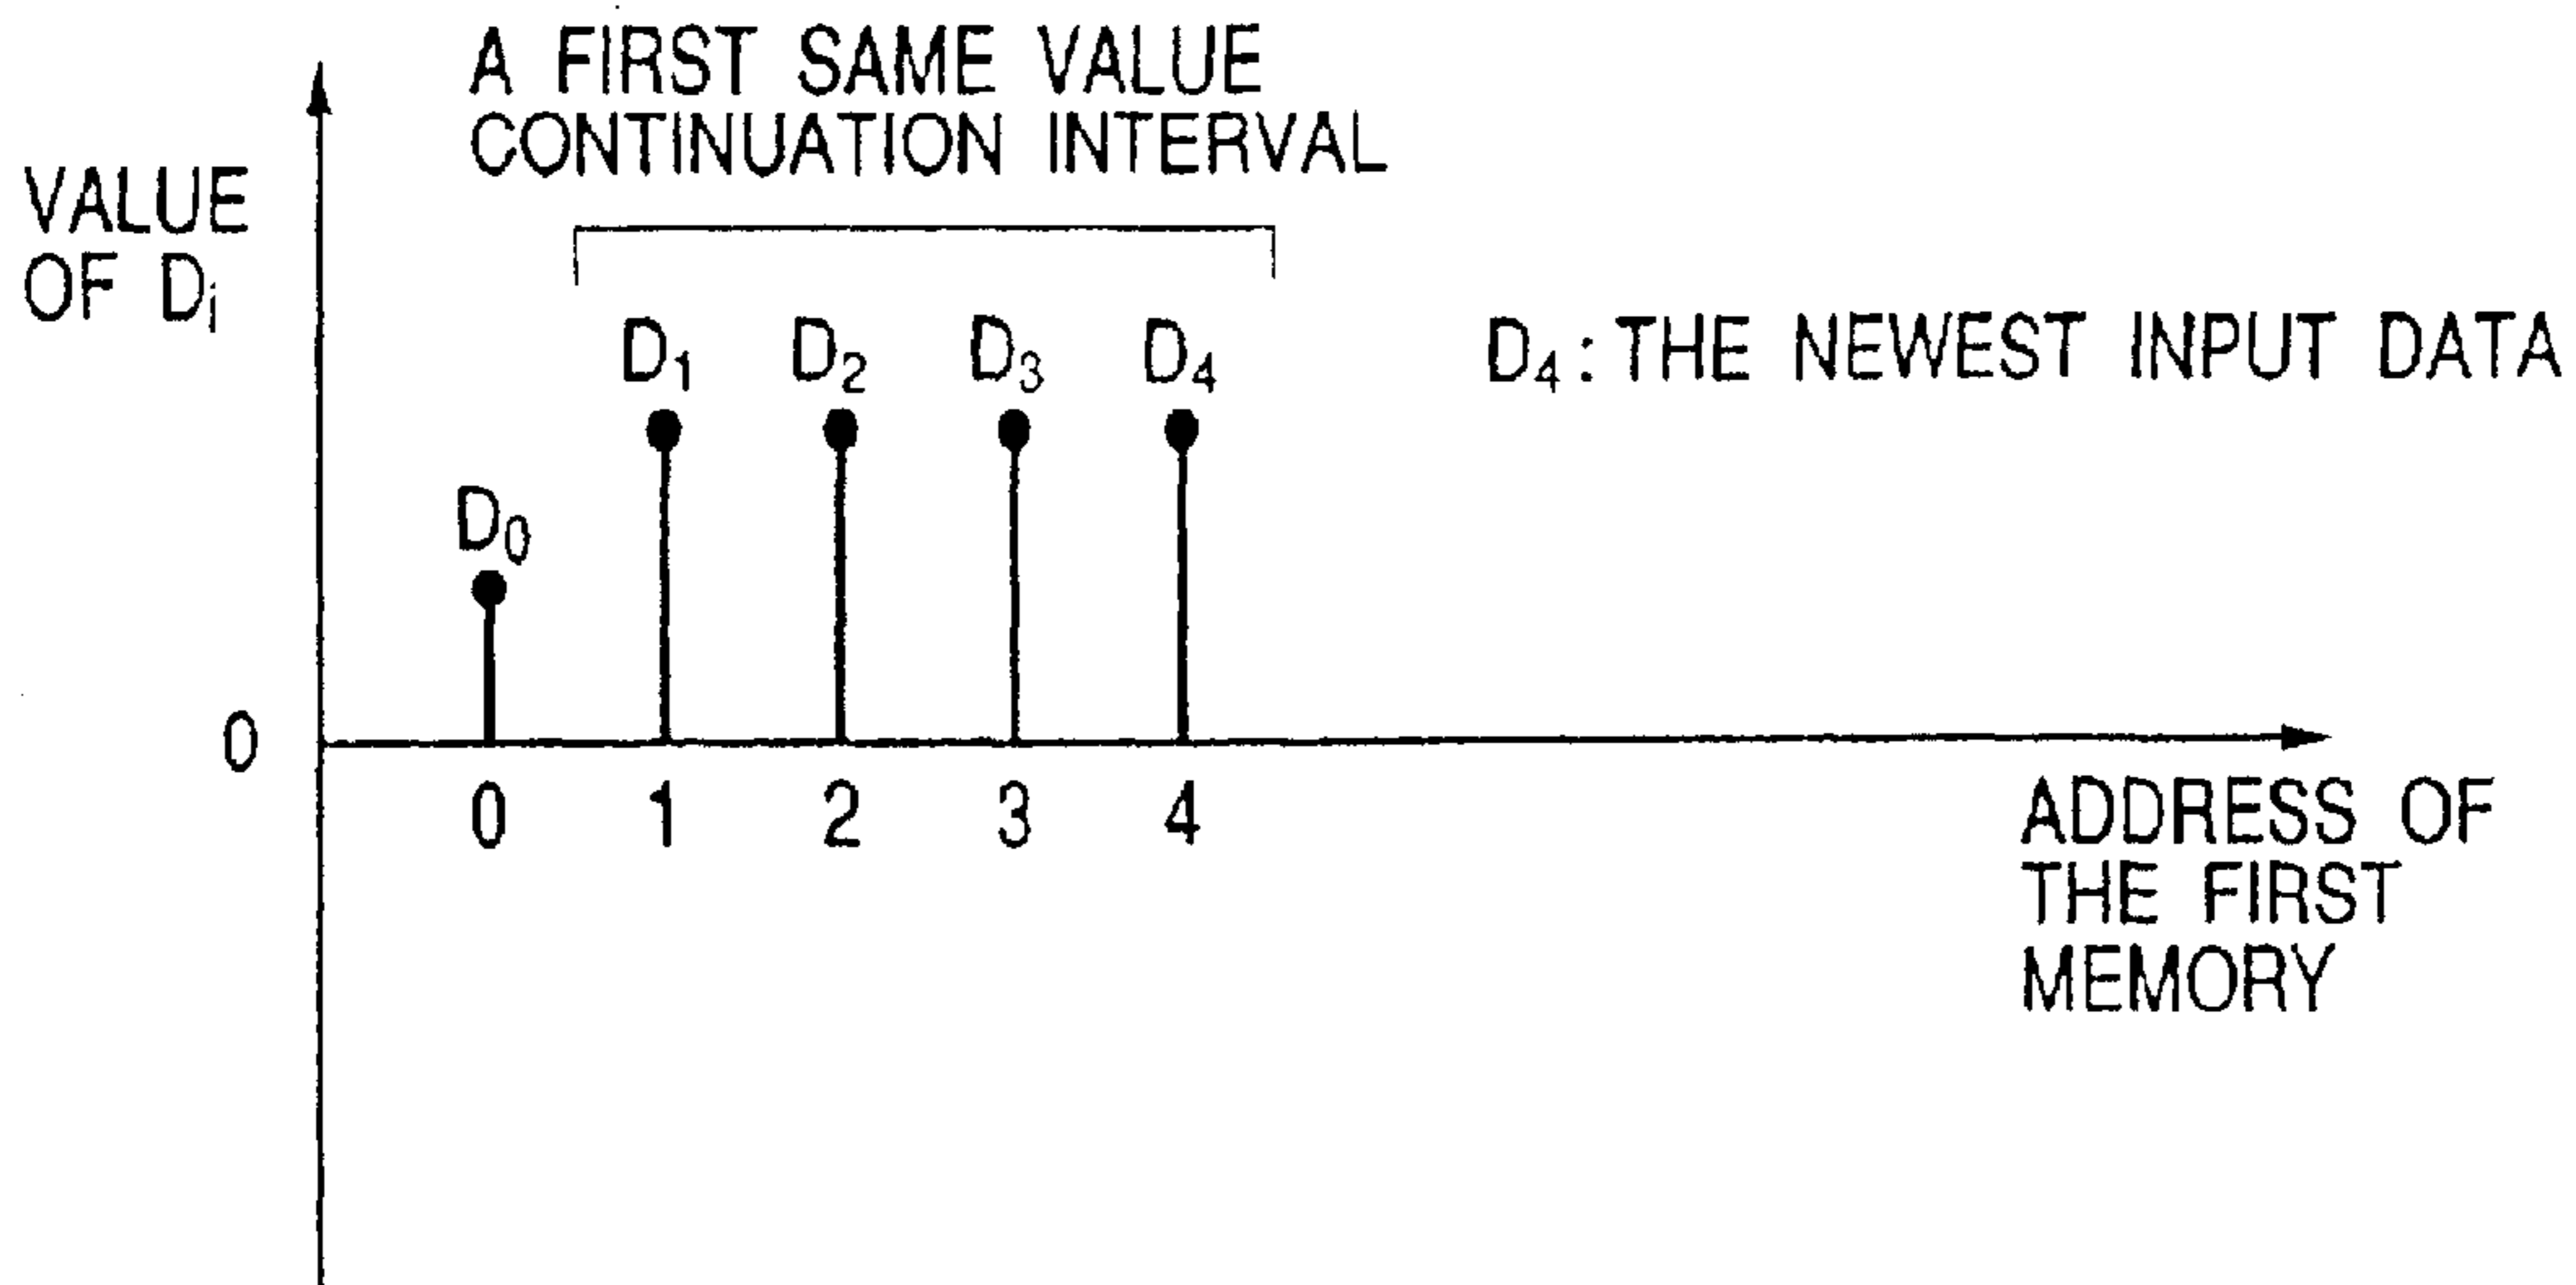 A FIRST SAME VALUE
CONTINUATION INTERVAL
VALUE
OF Di
D1 D2 D3 D4
D4: THE NEWEST INPUT DATA
D0
0
0 1 2 3 4
ADDRESS OF
THE FIRST
MEMORY